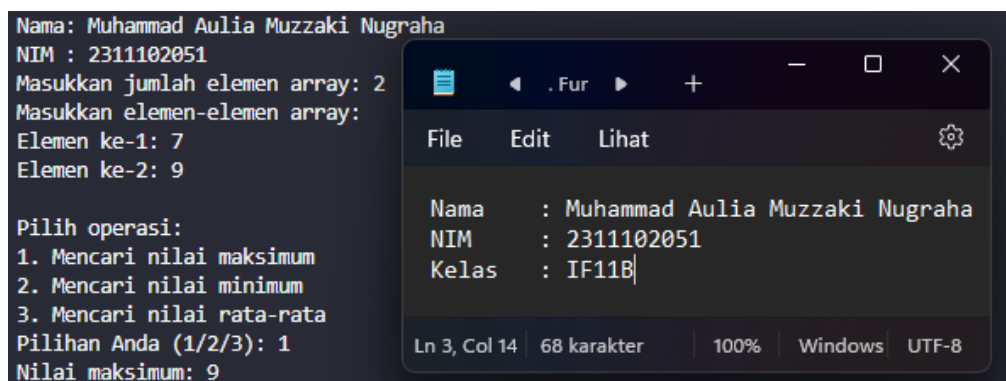 Nama: Muhammad Aulia Muzzaki Nugraha
NIM : 2311102051
Masukkan jumlah elemen array: 2
Masukkan elemen-elemen array:
Elemen ke-1: 7
Elemen ke-2: 9
Pilih operasi:
1. Mencari nilai maksimum
2. Mencari nilai minimum
3. Mencari nilai rata-rata
Pilihan Anda (1/2/3): 1
Nilai maksimum: 9
. Fur
File Edit Lihat
Nama : Muhammad Aulia Muzzaki Nugraha
NIM : 2311102051
Kelas : IF11B
Ln 3, Col 14 68 karakter 100% Windows UTF-8